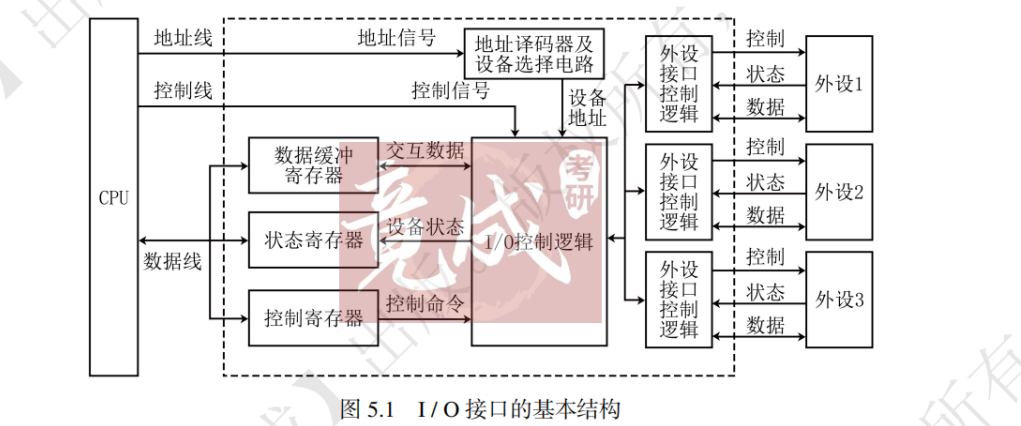 地址线
地址信号
地址译码器及
设备选择电路
控制线
控制信号
设备
地址
CPU
数据线
数据缓冲
寄存器
交互数据
状态寄存器
设备状态
控制寄存器
控制命令
I/O控制逻辑
竟成
考研
外设
接口
控制
逻辑
控制
状态
数据
外设1
外设
接口
控制
逻辑
控制
状态
数据
外设2
外设
接口
控制
逻辑
控制
状态
数据
外设3
图 5.1 I / O 接口的基本结构